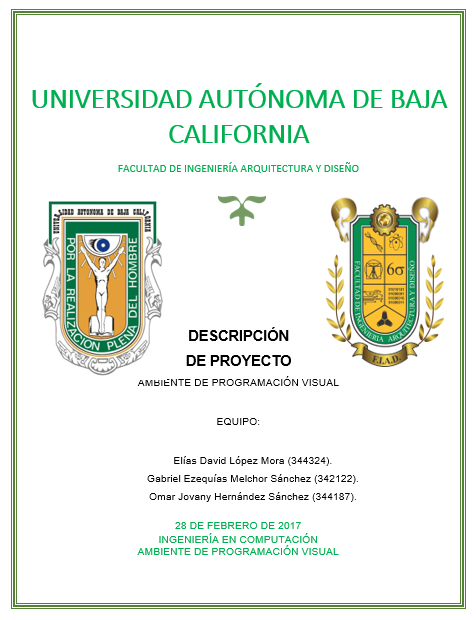 UNIVERSIDAD AUTÓNOMA DE BAJA
CALIFORNIA
FACULTAD DE INGENIERÍA ARQUITECTURA Y DISEÑO
UNIVERSIDAD AUTONOMA DE BAJA CALIFORNIA
POR LA REALIZACION PLENA DEL HOMBRE
FACULTAD DE INGENIERIA ARQUITECTURA Y DISEÑO
6σ
F.I.A.D.
DESCRIPCIÓN
DE PROYECTO
AMBIENTE DE PROGRAMACIÓN VISUAL
EQUIPO:
Elías David López Mora (344324).
Gabriel Ezequías Melchor Sánchez (342122).
Omar Jovany Hernández Sánchez (344187).
28 DE FEBRERO DE 2017
INGENIERÍA EN COMPUTACIÓN
AMBIENTE DE PROGRAMACIÓN VISUAL